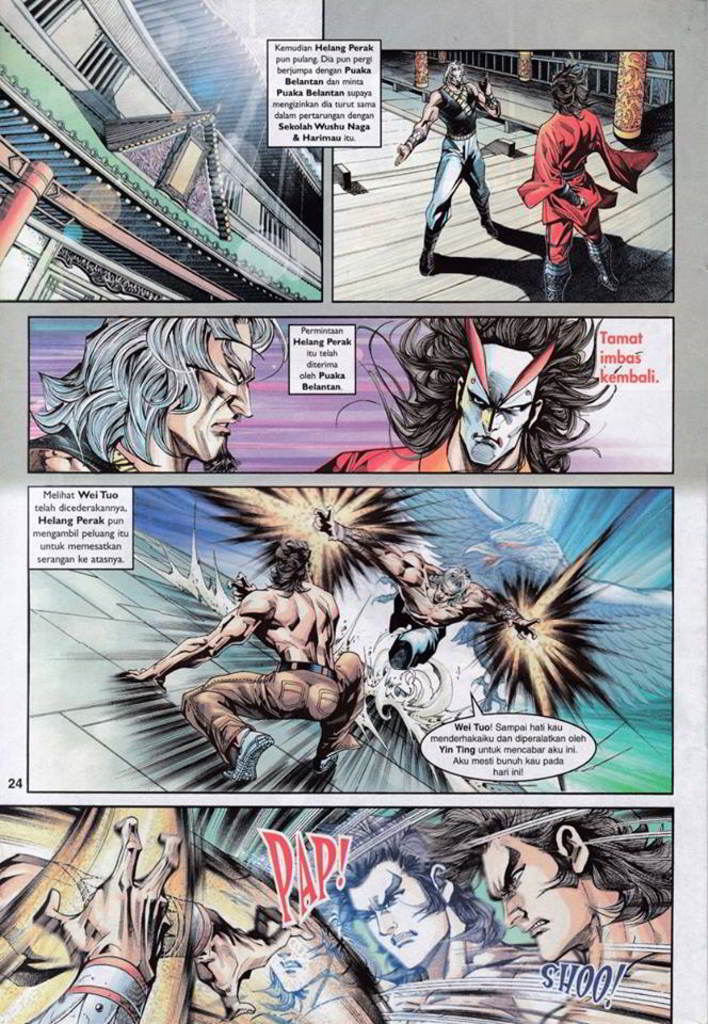 Kemudian Helang Perak
pun pulang. Dia pun pergi
berjumpa dengan Puaka
Belantan dan minta
Puaka Belantan supaya
mengizinkan dia turut sama
dalam pertarungan dengan
Sekolah Wushu Naga
& Harimau itu.
Permintaan
Helang Perak
itu telah
diterima
oleh Puaka
Belantan.
Tamat
imbas
kembali.
Melihat Wei Tuo
telah dicederakannya,
Helang Perak pun
mengambil peluang itu
untuk memesatkan
serangan ke atasnya.
Wei Tuo! Sampai hati kau
menderhakaiku dan diperalatkan oleh
Yin Ting untuk mencabar aku ini.
Aku mesti bunuh kau pada
hari ini!
24
PAP!
SHOO!